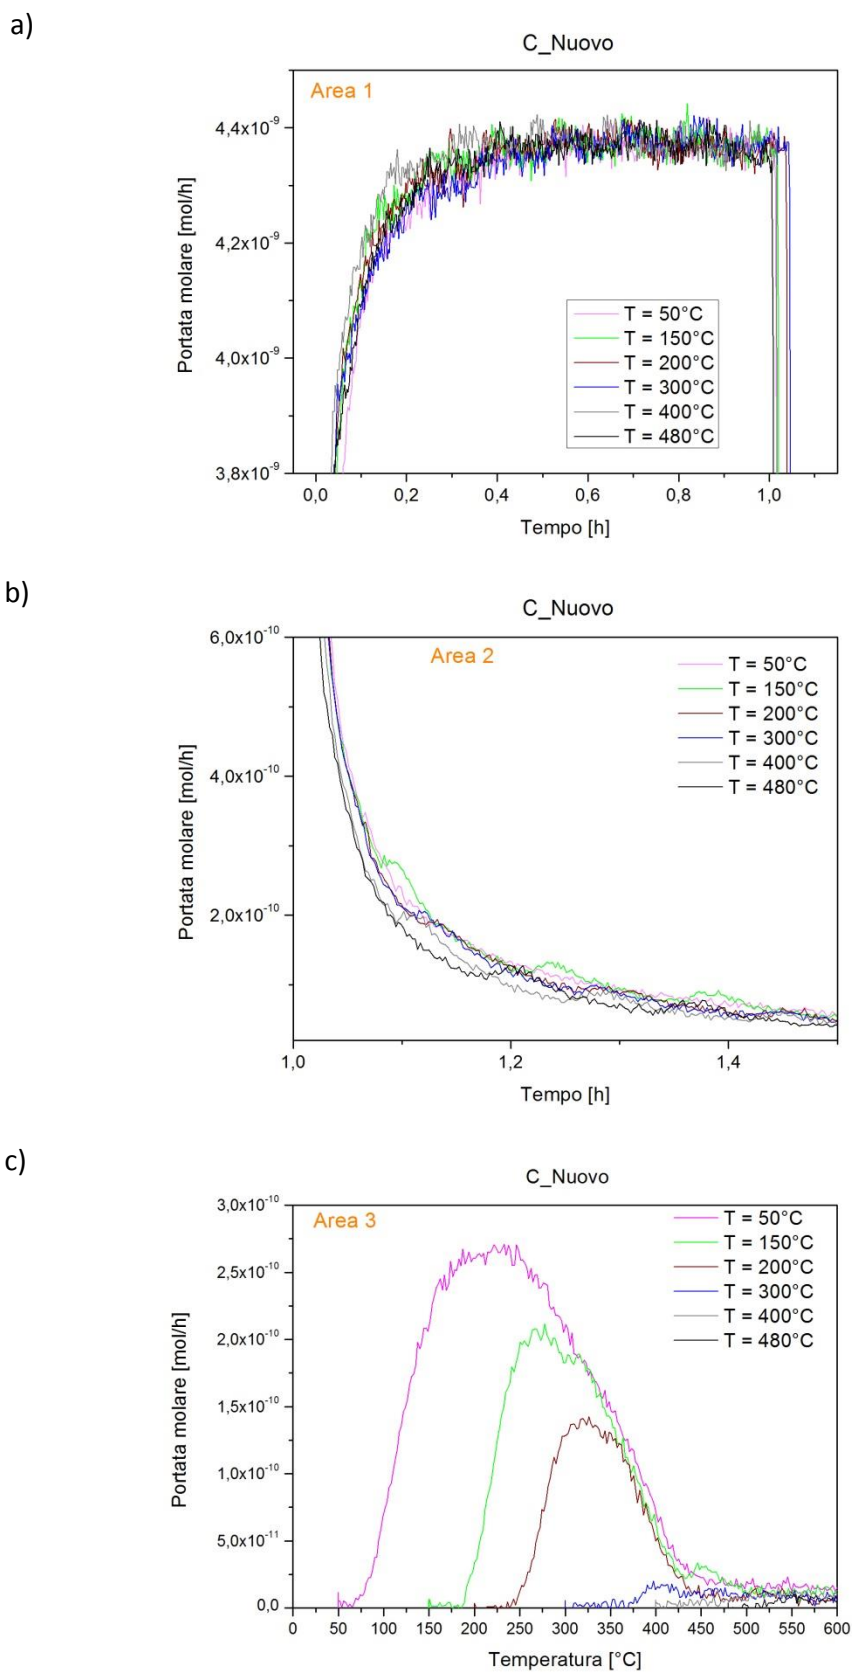 a)
C_Nuovo
Area 1
Portata molare [mol/h]
4,4x10⁻⁹
4,2x10⁻⁹
4,0x10⁻⁹
3,8x10⁻⁹
T = 50°C
T = 150°C
T = 200°C
T = 300°C
T = 400°C
T = 480°C
0,0 0,2 0,4 0,6 0,8 1,0
Tempo [h]
b)
C_Nuovo
Area 2
Portata molare [mol/h]
6,0x10⁻¹⁰
4,0x10⁻¹⁰
2,0x10⁻¹⁰
T = 50°C
T = 150°C
T = 200°C
T = 300°C
T = 400°C
T = 480°C
1,0 1,2 1,4
Tempo [h]
c)
C_Nuovo
Area 3
Portata molare [mol/h]
3,0x10⁻¹⁰
2,5x10⁻¹⁰
2,0x10⁻¹⁰
1,5x10⁻¹⁰
1,0x10⁻¹⁰
5,0x10⁻¹¹
0,0
T = 50°C
T = 150°C
T = 200°C
T = 300°C
T = 400°C
T = 480°C
0 50 100 150 200 250 300 350 400 450 500 550 600
Temperatura [°C]